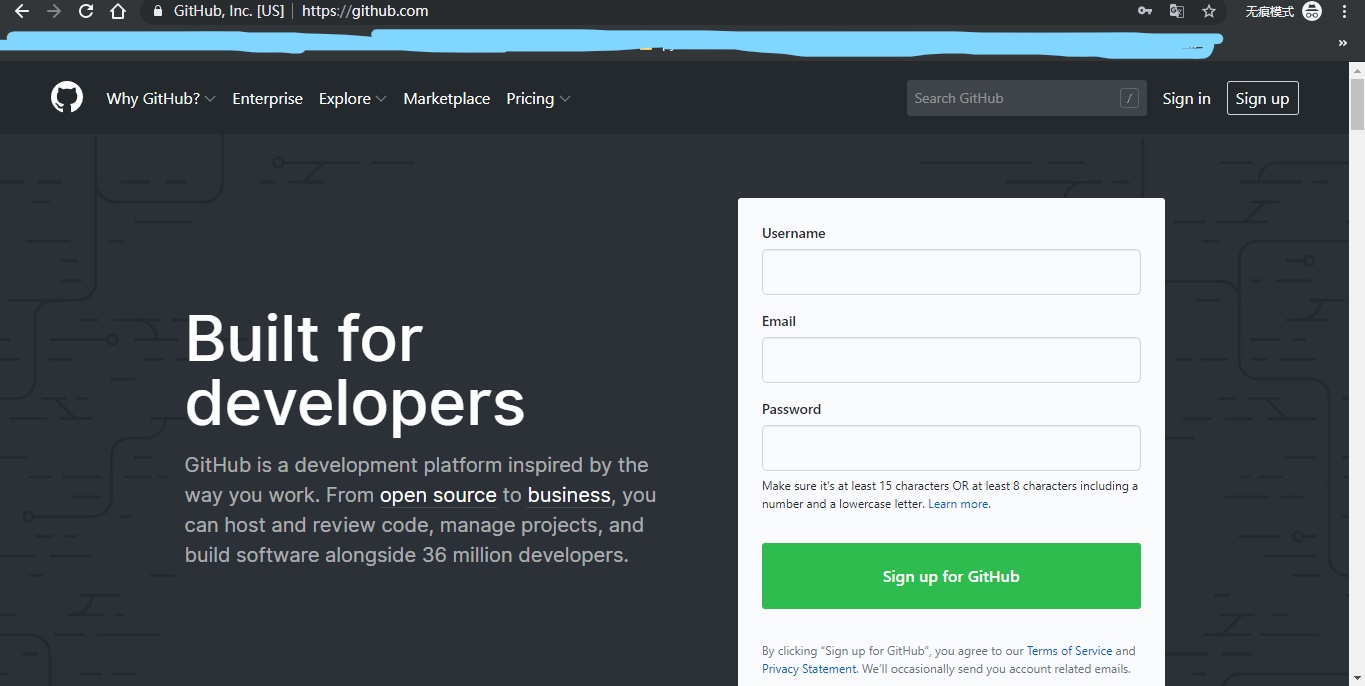 GitHub, Inc. [US] | https://github.com
无痕模式
»
Why GitHub? Enterprise Explore Marketplace Pricing
Search GitHub /
Sign in
Sign up
Built for
developers
GitHub is a development platform inspired by the
way you work. From open source to business, you
can host and review code, manage projects, and
build software alongside 36 million developers.
Username
Email
Password
Make sure it's at least 15 characters OR at least 8 characters including a
number and a lowercase letter. Learn more.
Sign up for GitHub
By clicking “Sign up for GitHub”, you agree to our Terms of Service and
Privacy Statement. We’ll occasionally send you account related emails.